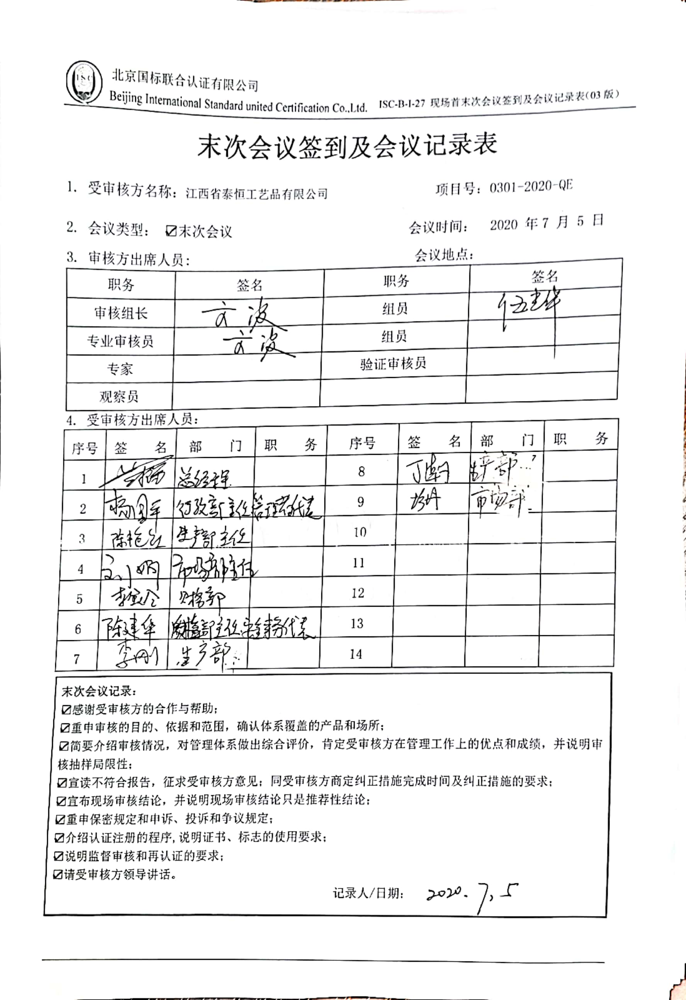 ISC
北京国标联合认证有限公司
Beijing International Standard united Certification Co.,Ltd. ISC-B-I-27 现场首末次会议签到及会议记录表(03版)
末次会议签到及会议记录表
1. 受审核方名称: 江西省泰恒工艺品有限公司 项目号: 0301-2020-QE
2. 会议类型: ☑末次会议 会议时间: 2020 年 7 月 5 日
3. 审核方出席人员: 会议地点:
职务 签名 职务 签名
审核组长 文波 组员 伍建华
专业审核员 文波 组员
专家 验证审核员
观察员
4. 受审核方出席人员:
序号 签 名 部 门 职 务 序号 签 名 部 门 职 务
1 总经理 8 生产部
2 杨国平 行政部主任 管理者代表 9 市场部
3 陈艳红 生产部主任 10
4 市场部主任 11
5 财务部 12
6 陈建华 财务部主任 代表 13
7 李刚 生产部 14
末次会议记录:
☑感谢受审核方的合作与帮助;
☑重申审核的目的、依据和范围，确认体系覆盖的产品和场所;
☑简要介绍审核情况，对管理体系做出综合评价，肯定受审核方在管理工作上的优点和成绩，并说明审
核抽样局限性;
☑宣读不符合报告，征求受审核方意见；同受审核方商定纠正措施完成时间及纠正措施的要求;
☑宣布现场审核结论，并说明现场审核结论只是推荐性结论;
☑重申保密规定和申诉、投诉和争议规定;
☑介绍认证注册的程序,说明证书、标志的使用要求;
☑说明监督审核和再认证的要求;
☑请受审核方领导讲话。
记录人/日期: 2020.7,5